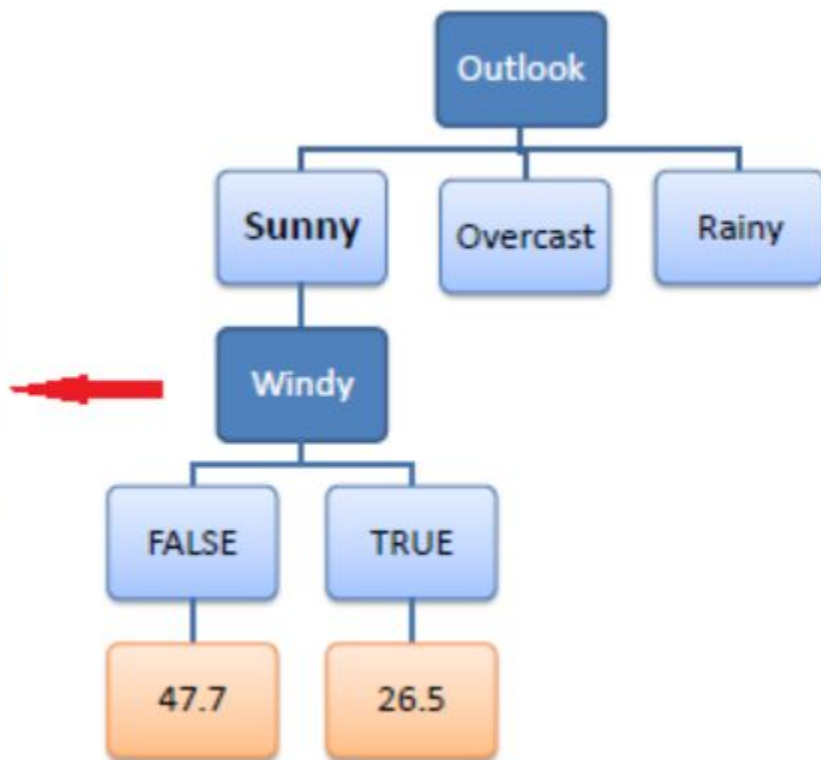 Outlook
Sunny
Overcast
Rainy
Windy
FALSE
TRUE
47.7
26.5